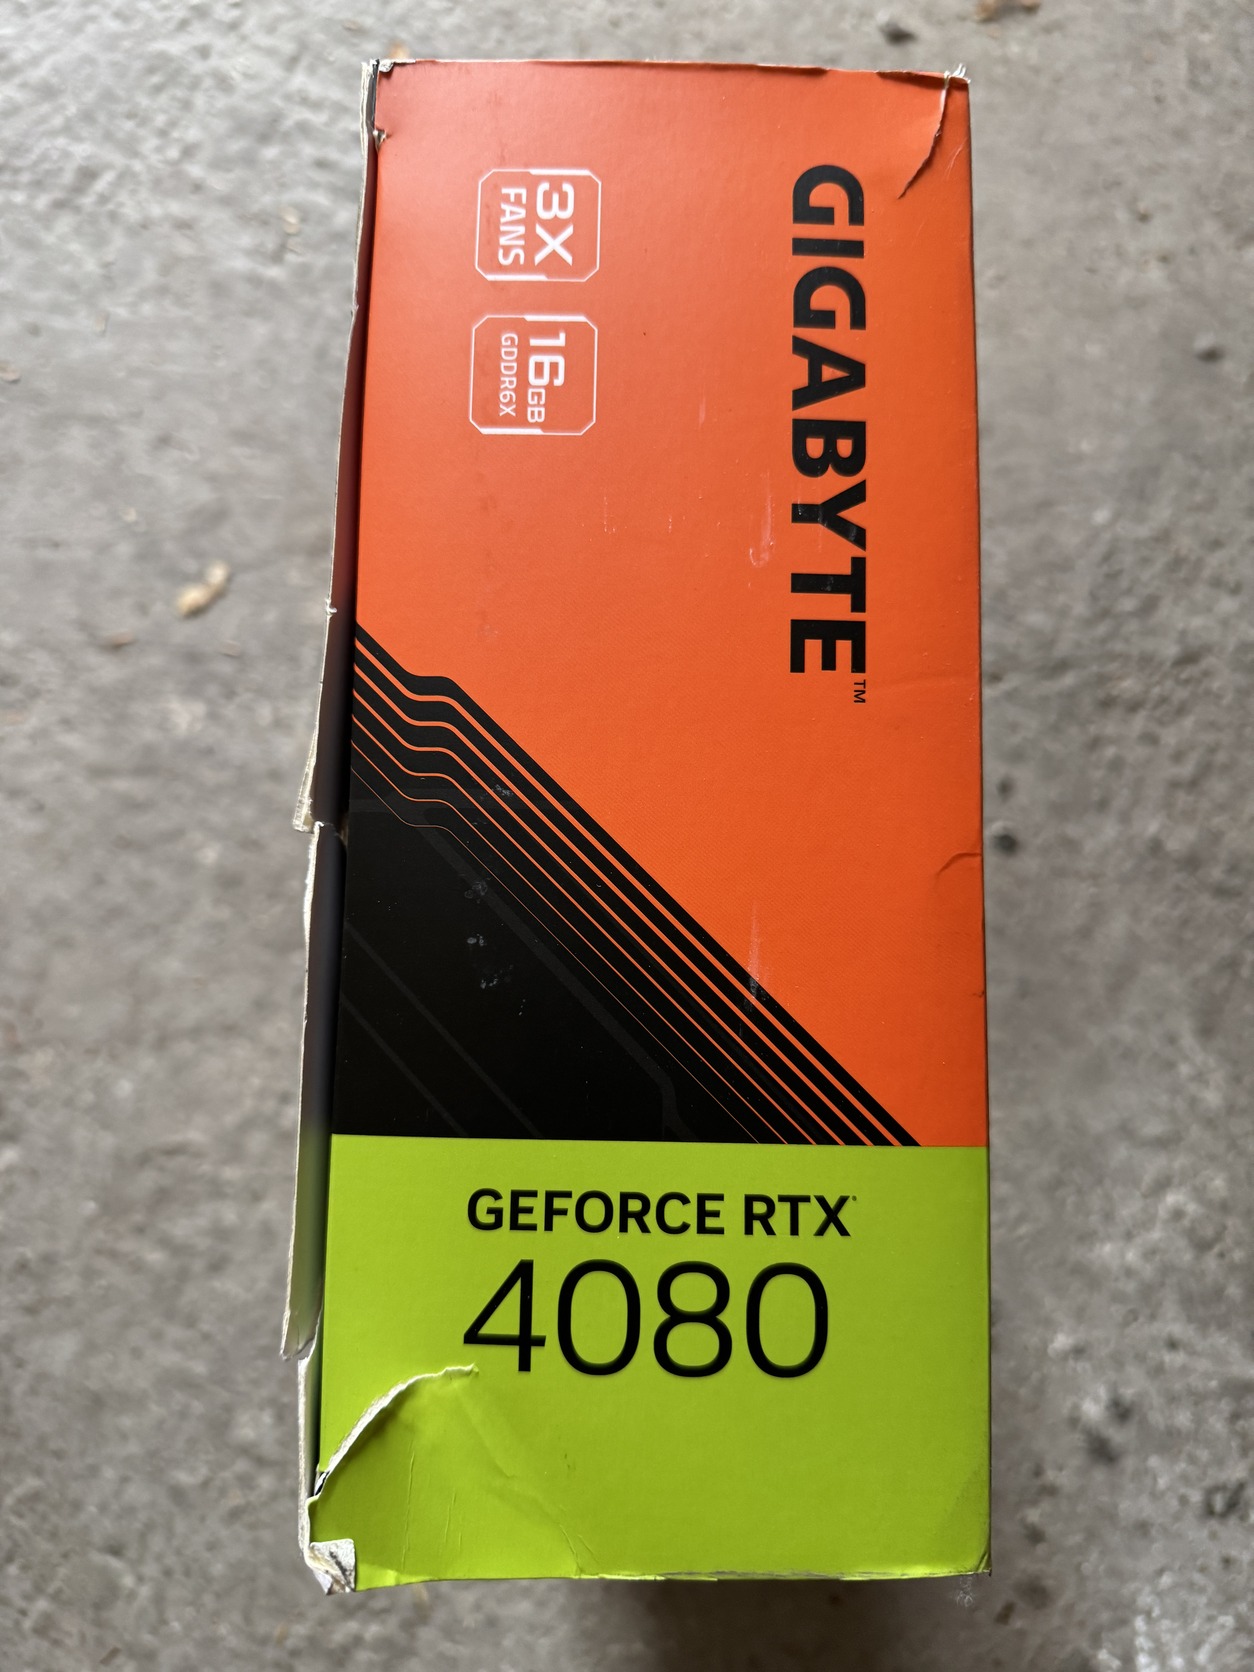 GIGABYTE™
3X
FANS
16GB
GDDR6X
GEFORCE RTX
4080